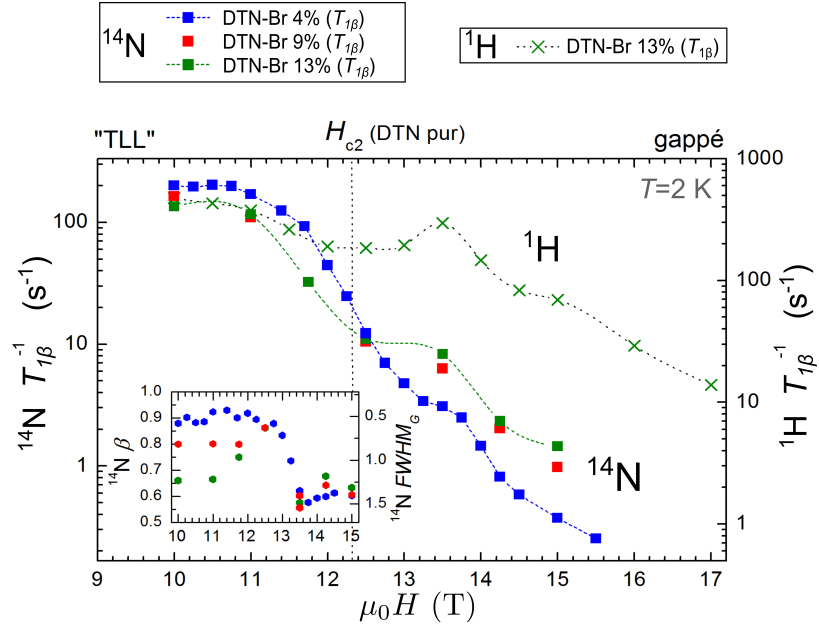 ¹⁴N
DTN-Br 4% (T₁β)
DTN-Br 9% (T₁β)
DTN-Br 13% (T₁β)
¹H
DTN-Br 13% (T₁β)
"TLL"
H_c2 (DTN pur)
gappé
T=2 K
¹H
¹⁴N
¹⁴N T₁β⁻¹ (s⁻¹)
100
10
1
¹H T₁β⁻¹ (s⁻¹)
1000
100
10
1
¹⁴N β
1.0
0.9
0.8
0.7
0.6
0.5
10 11 12 13 14 15
0.5
1.0
1.5
¹⁴N FWHM_G
9 10 11 12 13 14 15 16 17
μ₀H (T)